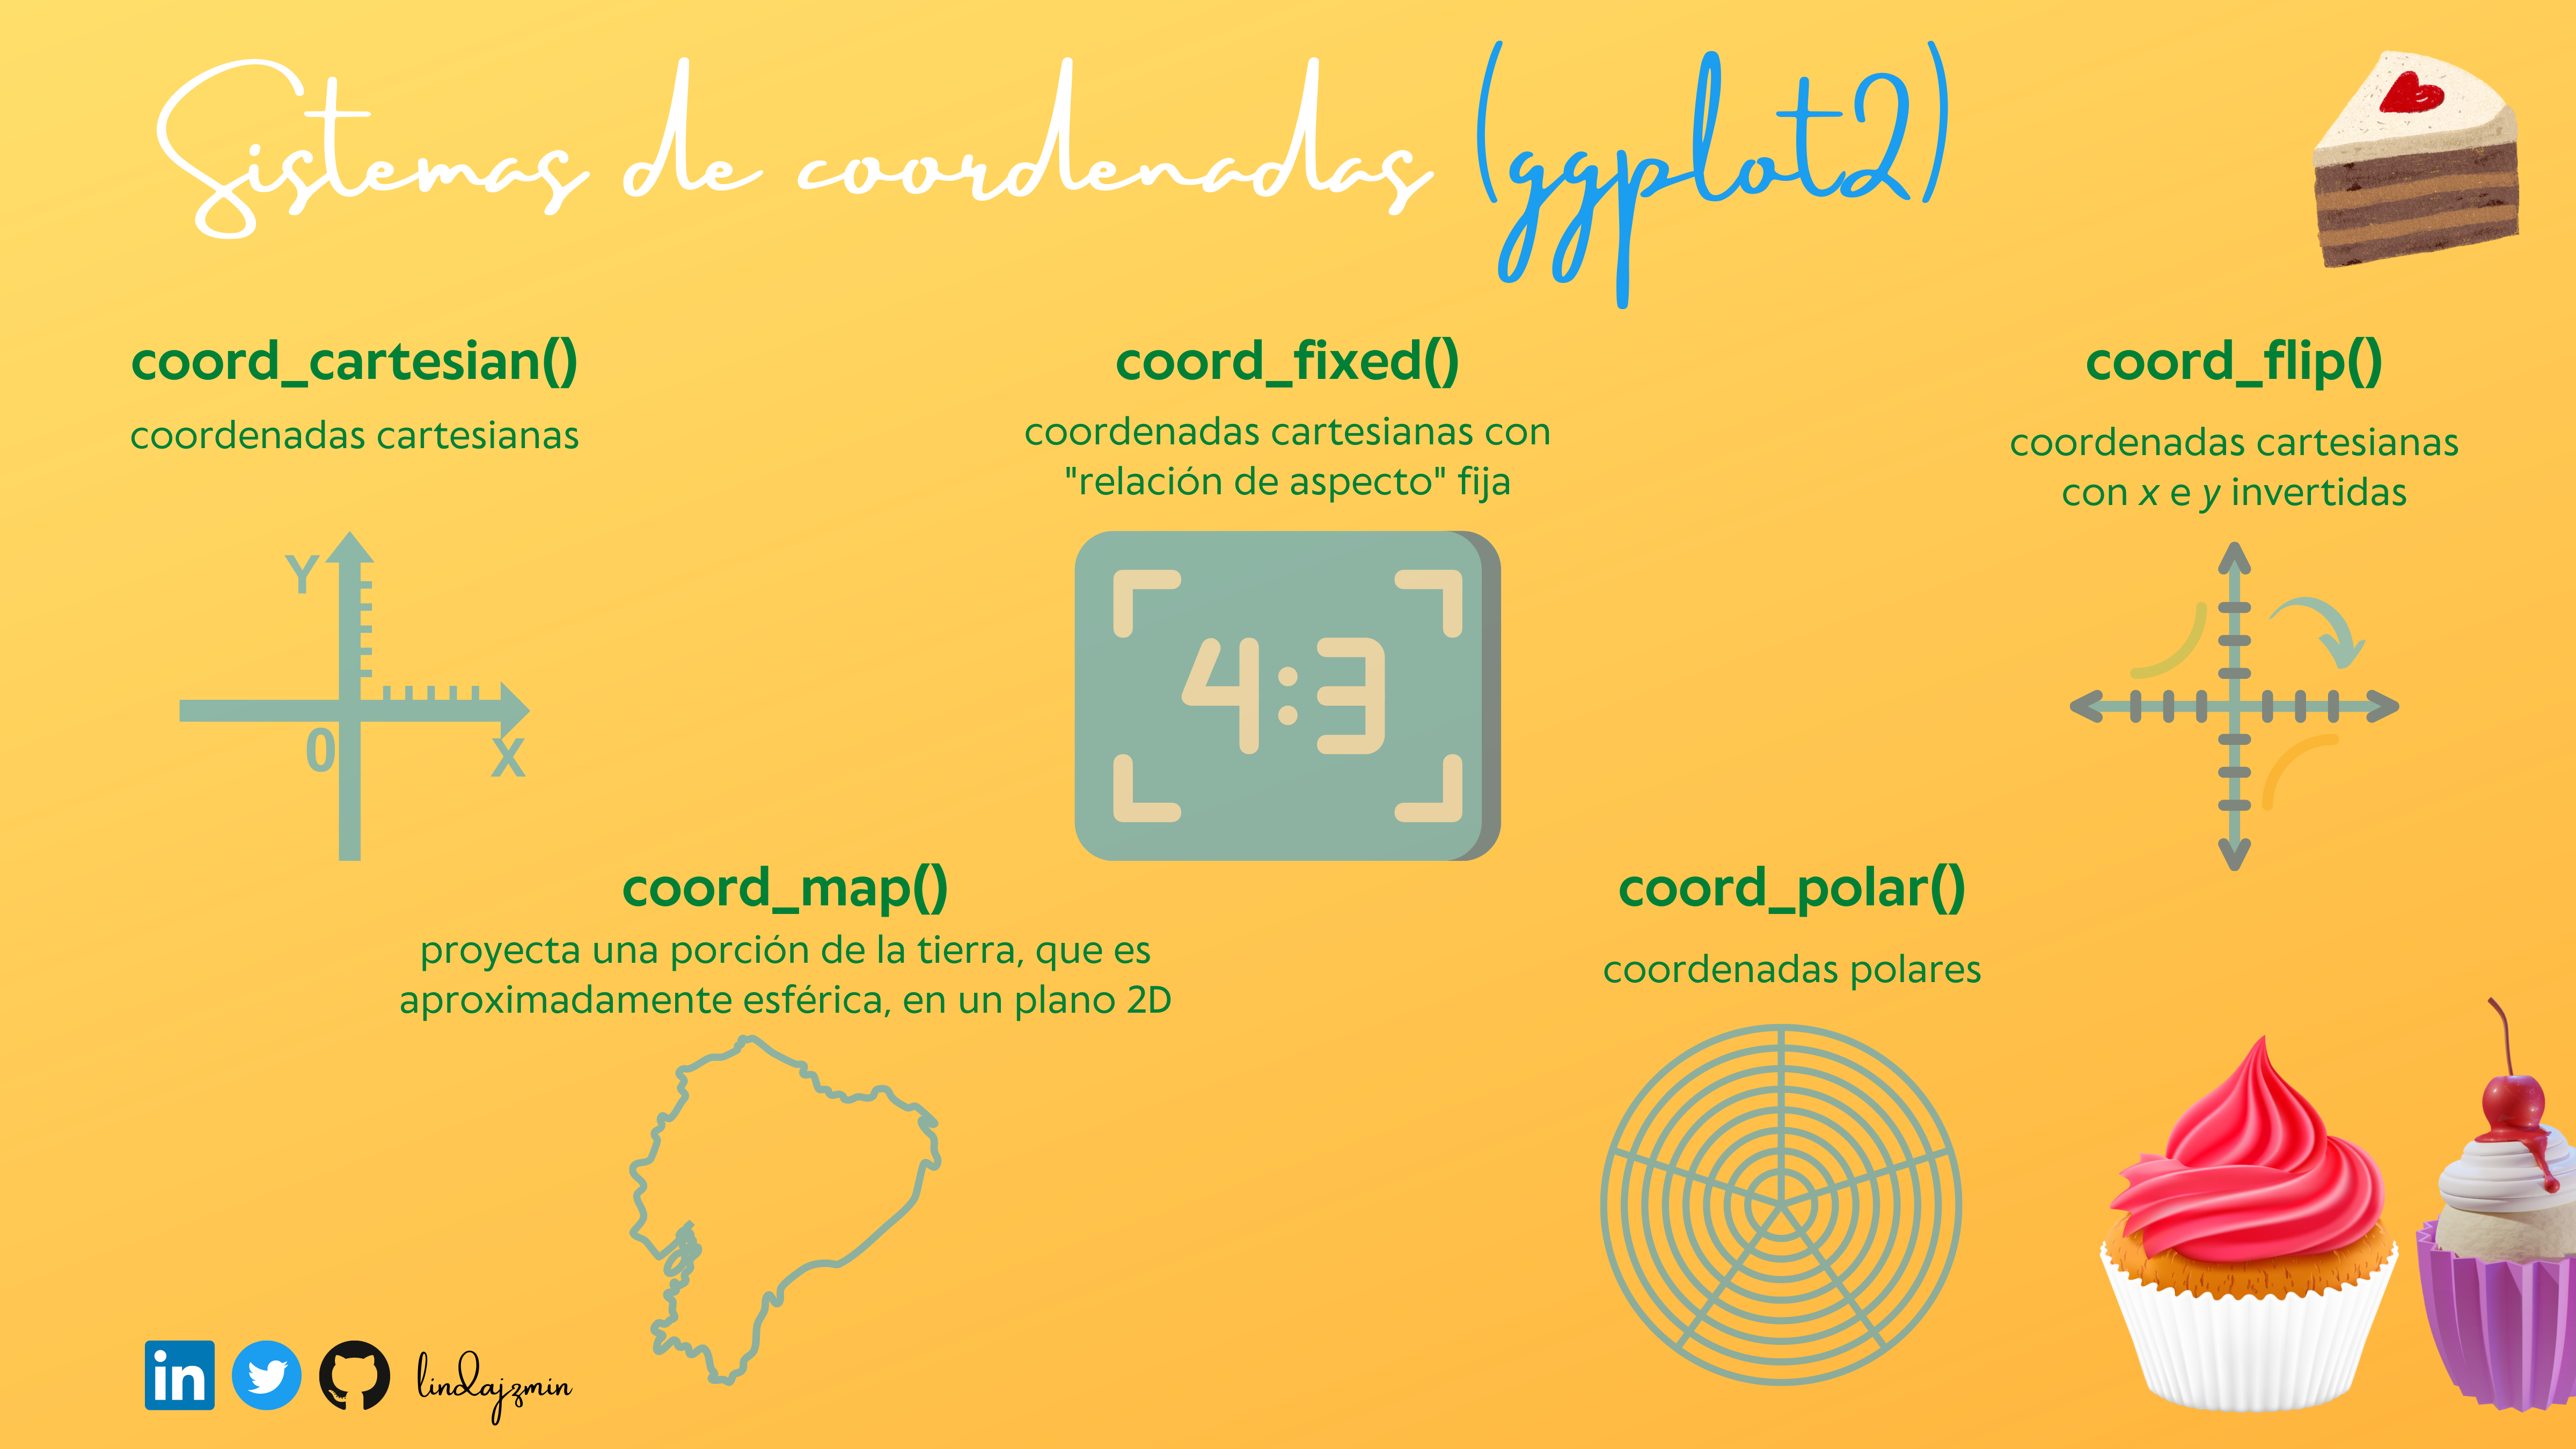 Sistemas de coordenadas (ggplot2)
coord_cartesian()
coordenadas cartesianas
Y
0
X
coord_fixed()
coordenadas cartesianas con
"relación de aspecto" fija
4:3
coord_flip()
coordenadas cartesianas
con x e y invertidas
coord_map()
proyecta una porción de la tierra, que es
aproximadamente esférica, en un plano 2D
coord_polar()
coordenadas polares
in
lindajzmin